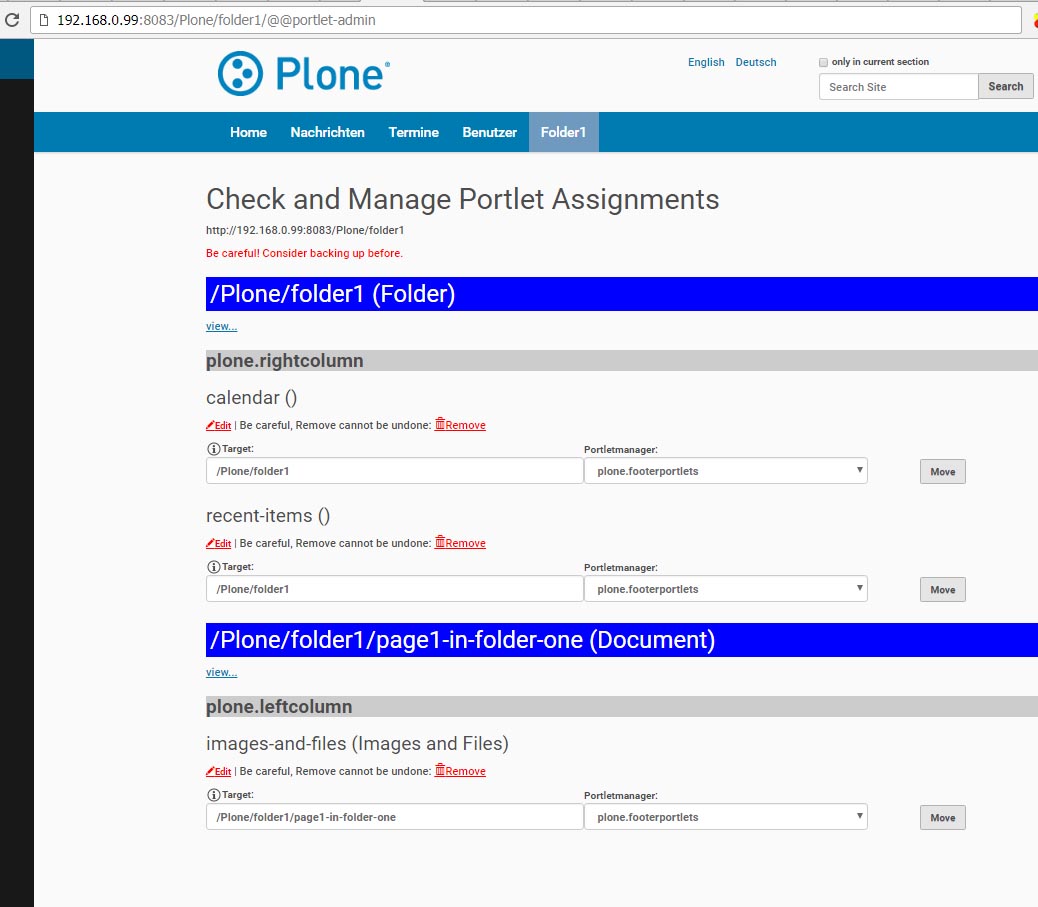 192.168.0.99:8083/Plone/folder1/@@portlet-admin
Plone®
English Deutsch
only in current section
Search Site Search
Home Nachrichten Termine Benutzer Folder1
Check and Manage Portlet Assignments
http://192.168.0.99:8083/Plone/folder1
Be careful! Consider backing up before.
/Plone/folder1 (Folder)
view...
plone.rightcolumn
calendar ()
Edit | Be careful, Remove cannot be undone: Remove
Target: Portletmanager:
/Plone/folder1 plone.footerportlets Move
recent-items ()
Edit | Be careful, Remove cannot be undone: Remove
Target: Portletmanager:
/Plone/folder1 plone.footerportlets Move
/Plone/folder1/page1-in-folder-one (Document)
view...
plone.leftcolumn
images-and-files (Images and Files)
Edit | Be careful, Remove cannot be undone: Remove
Target: Portletmanager:
/Plone/folder1/page1-in-folder-one plone.footerportlets Move